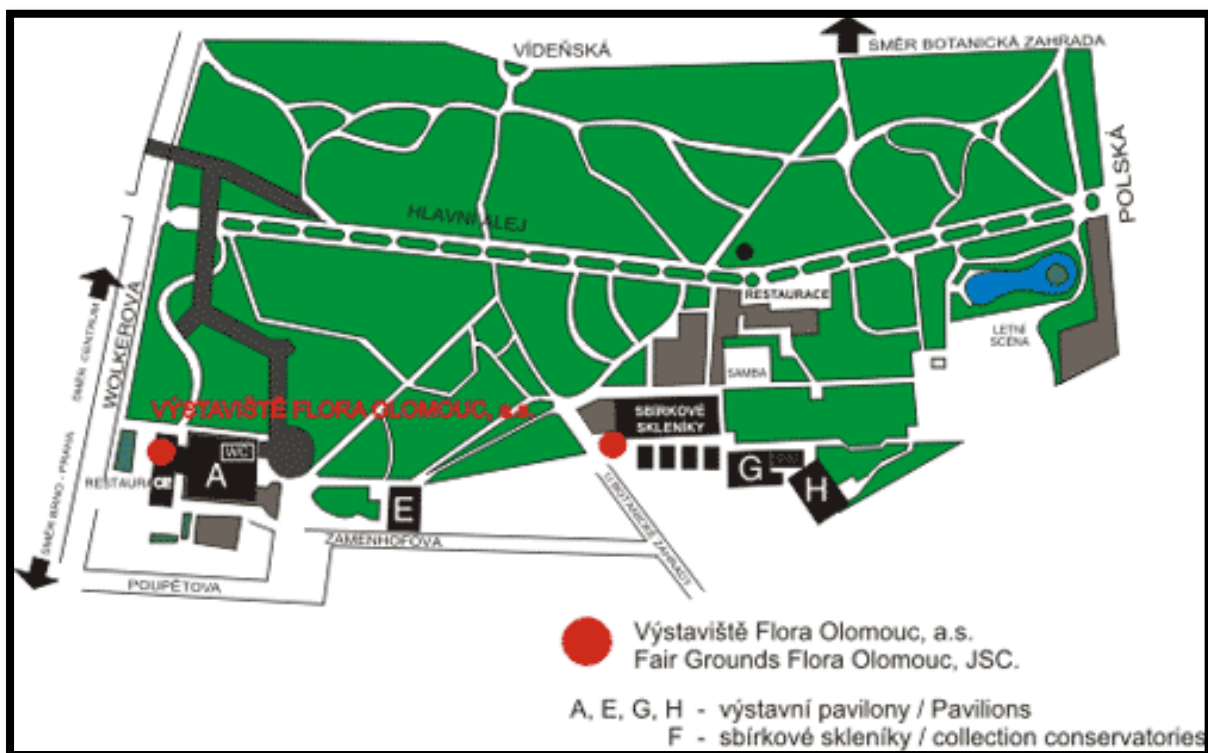 VÍDEŇSKÁ
SMĚR BOTANICKÁ ZAHRADA
POLSKÁ
HLAVNÍ ALEJ
RESTAURACE
LETNÍ
SCÉNA
SAMBA
WOLKEROVA
SMĚR CENTRUM
SMĚR BRNO - PRAHA
VÝSTAVIŠTĚ FLORA OLOMOUC, a.s.
SBÍRKOVÉ
SKLENÍKY
WC
A
E
G
H
U BOTANICKÉ ZAHRADY
ZAMENHOFOVA
POUPĚTOVA
Výstaviště Flora Olomouc, a.s.
Fair Grounds Flora Olomouc, JSC.
A, E, G, H - výstavní pavilony / Pavilions
F - sbírkové skleníky / collection conservatories